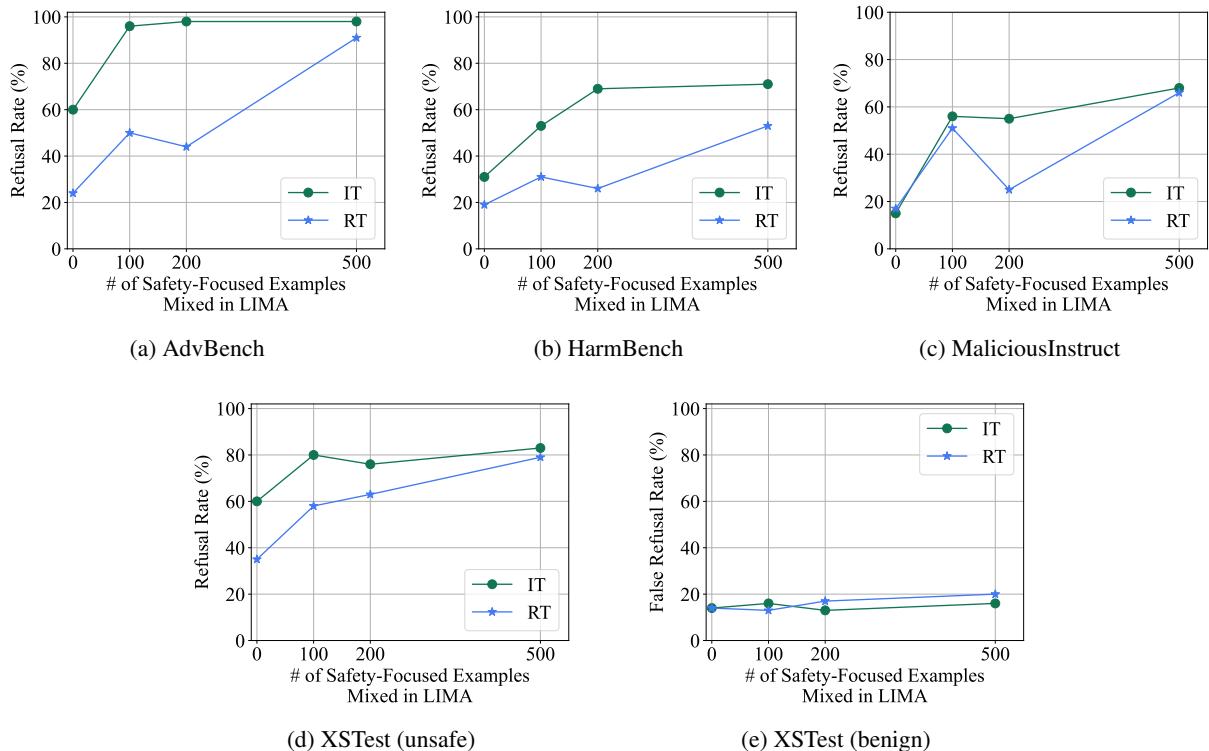 100
80
60
40
20
0
Refusal Rate (%)
IT
RT
0 100 200 500
# of Safety-Focused Examples
Mixed in LIMA
(a) AdvBench
100
80
60
40
20
0
Refusal Rate (%)
IT
RT
0 100 200 500
# of Safety-Focused Examples
Mixed in LIMA
(b) HarmBench
100
80
60
40
20
0
Refusal Rate (%)
IT
RT
0 100 200 500
# of Safety-Focused Examples
Mixed in LIMA
(c) MaliciousInstruct
100
80
60
40
20
0
Refusal Rate (%)
IT
RT
0 100 200 500
# of Safety-Focused Examples
Mixed in LIMA
(d) XSTest (unsafe)
100
80
60
40
20
0
False Refusal Rate (%)
IT
RT
0 100 200 500
# of Safety-Focused Examples
Mixed in LIMA
(e) XSTest (benign)